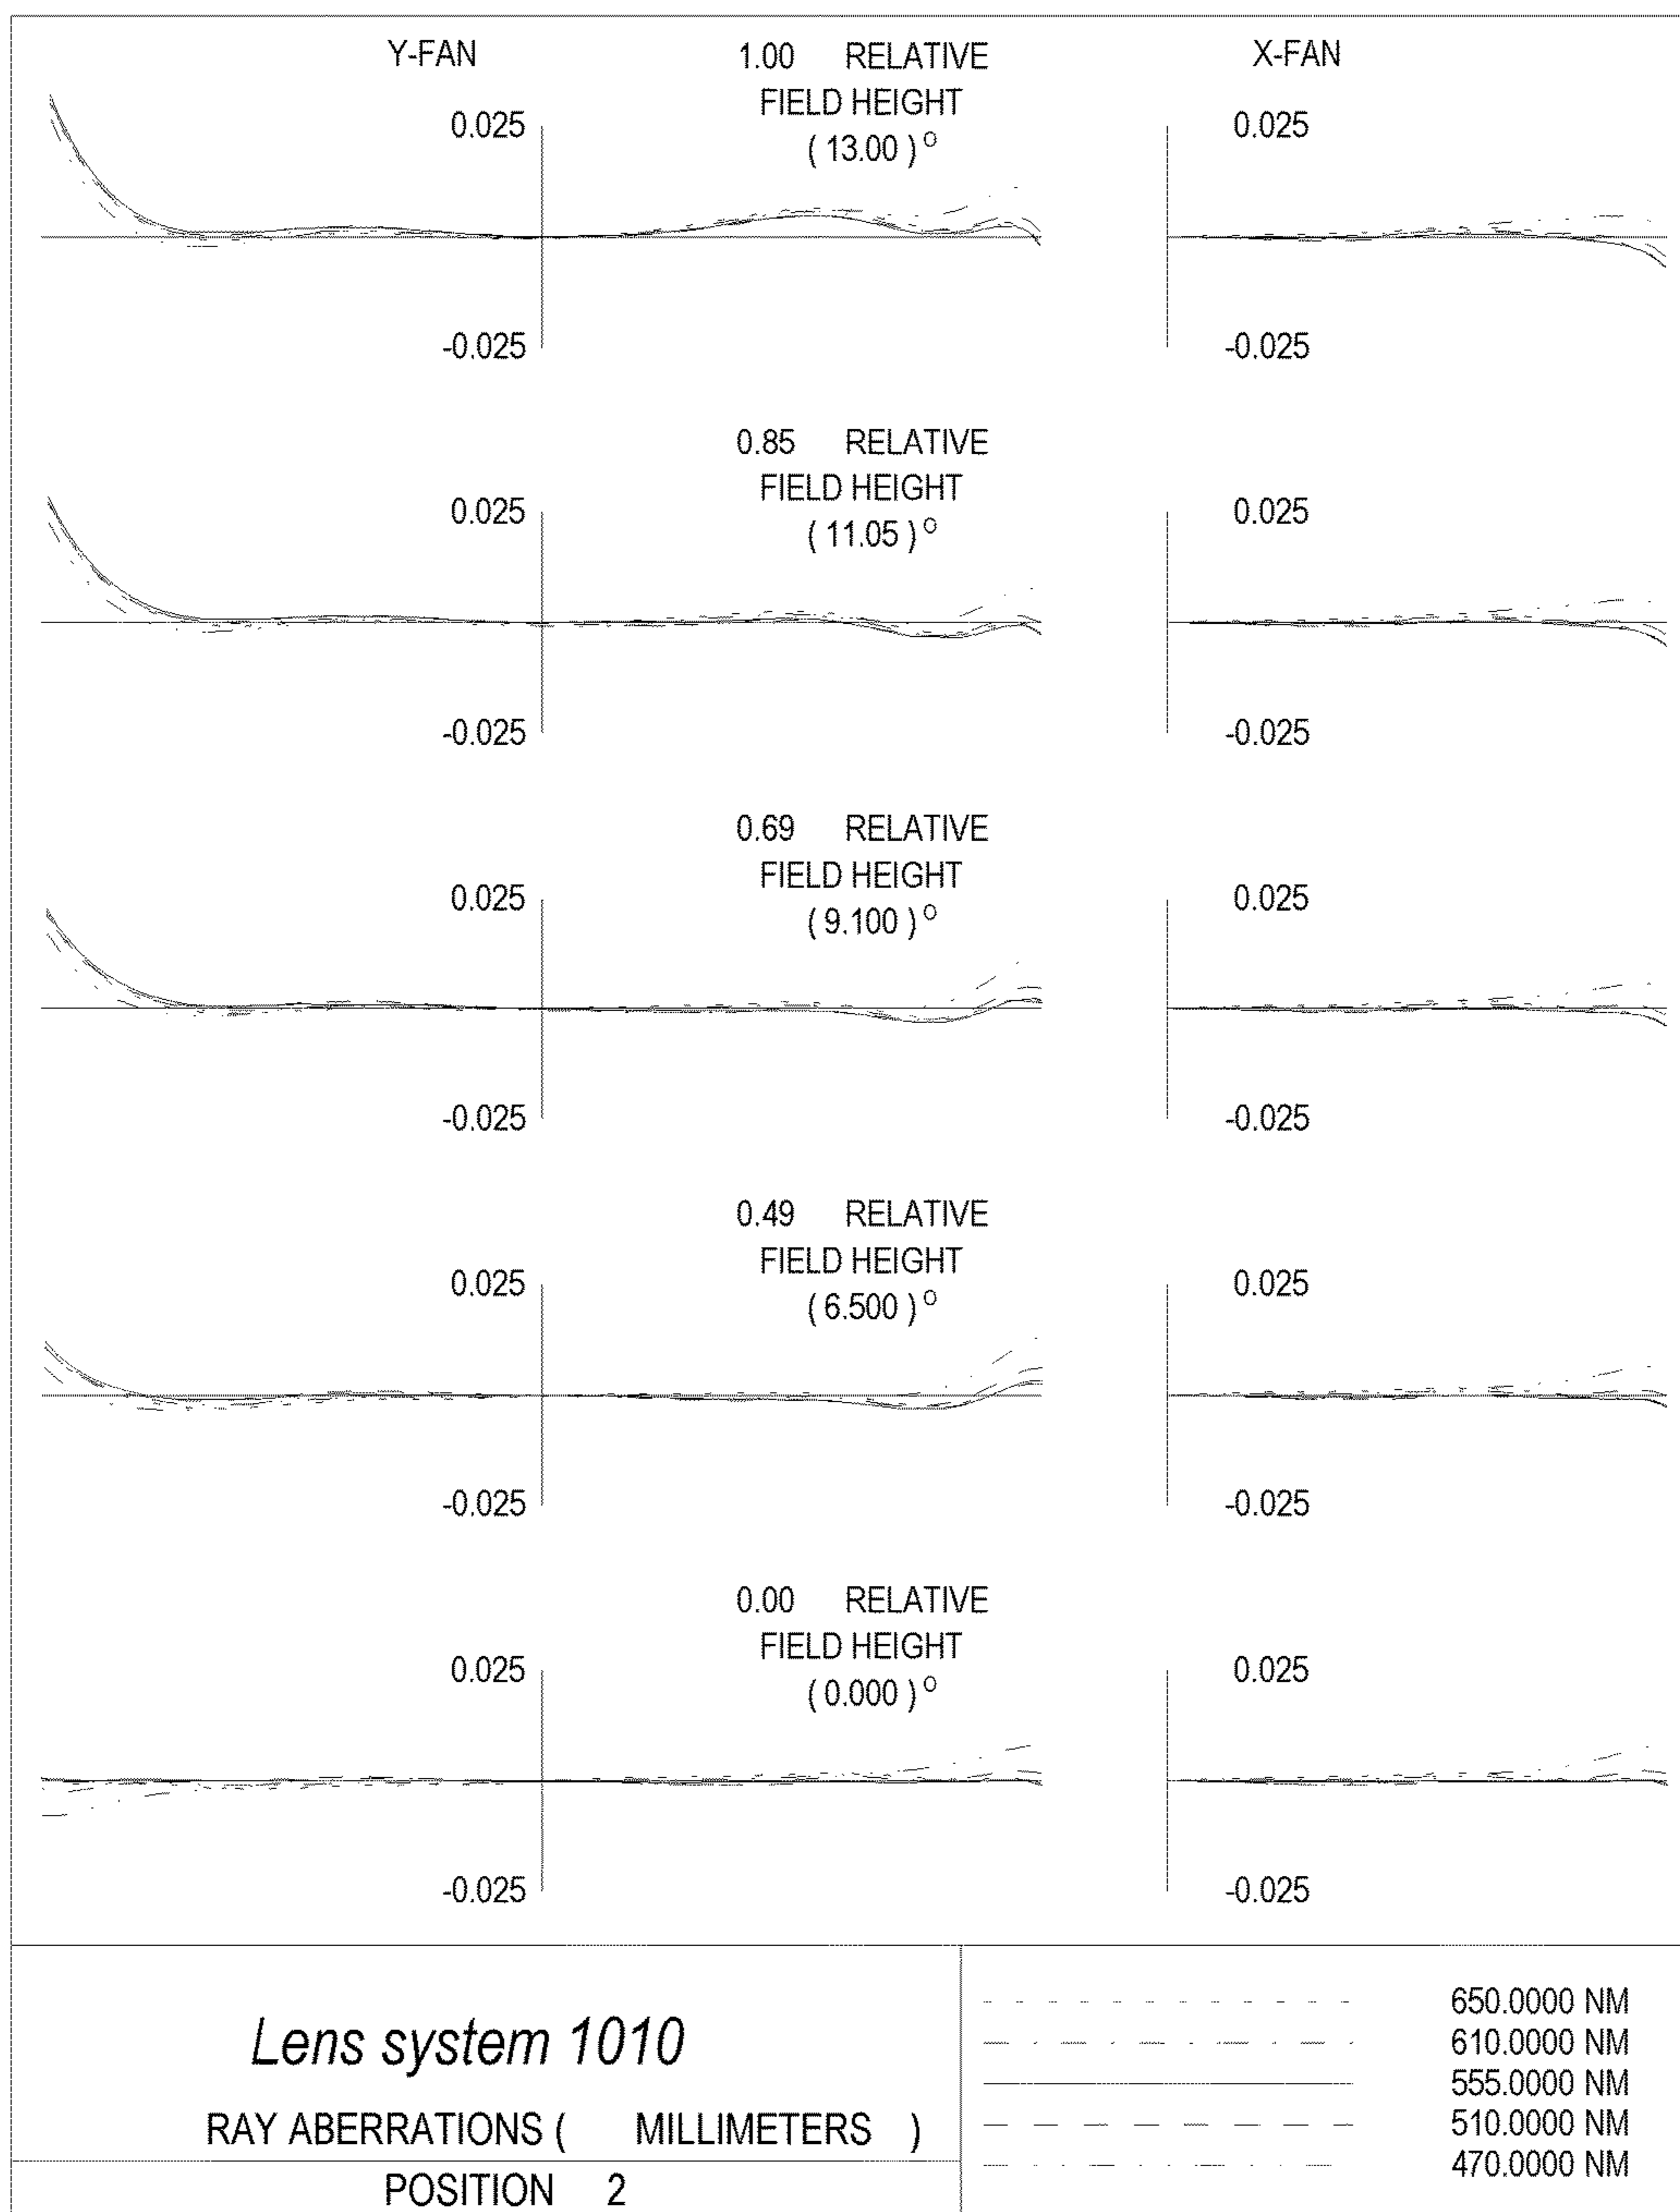 Y-FAN 1.00 RELATIVE X-FAN
FIELD HEIGHT
0.025 0.025
( 13.00 ) O
-0.025 -0.025
0.85 RELATIVE
FIELD HEIGHT
0.025 0.025
( 11.05 ) O
-0.025 -0.025
0.69 RELATIVE
FIELD HEIGHT
0.025 0.025
( 9.100 ) O
-0.025 -0.025
0.49 RELATIVE
FIELD HEIGHT
0.025 0.025
( 6.500 ) O
-0.025 -0.025
0.00 RELATIVE
FIELD HEIGHT
0.025 0.025
( 0.000 ) O
-0.025 -0.025
Lens system 1010
RAY ABERRATIONS ( MILLIMETERS )
POSITION 2
650.0000 NM
610.0000 NM
555.0000 NM
510.0000 NM
470.0000 NM